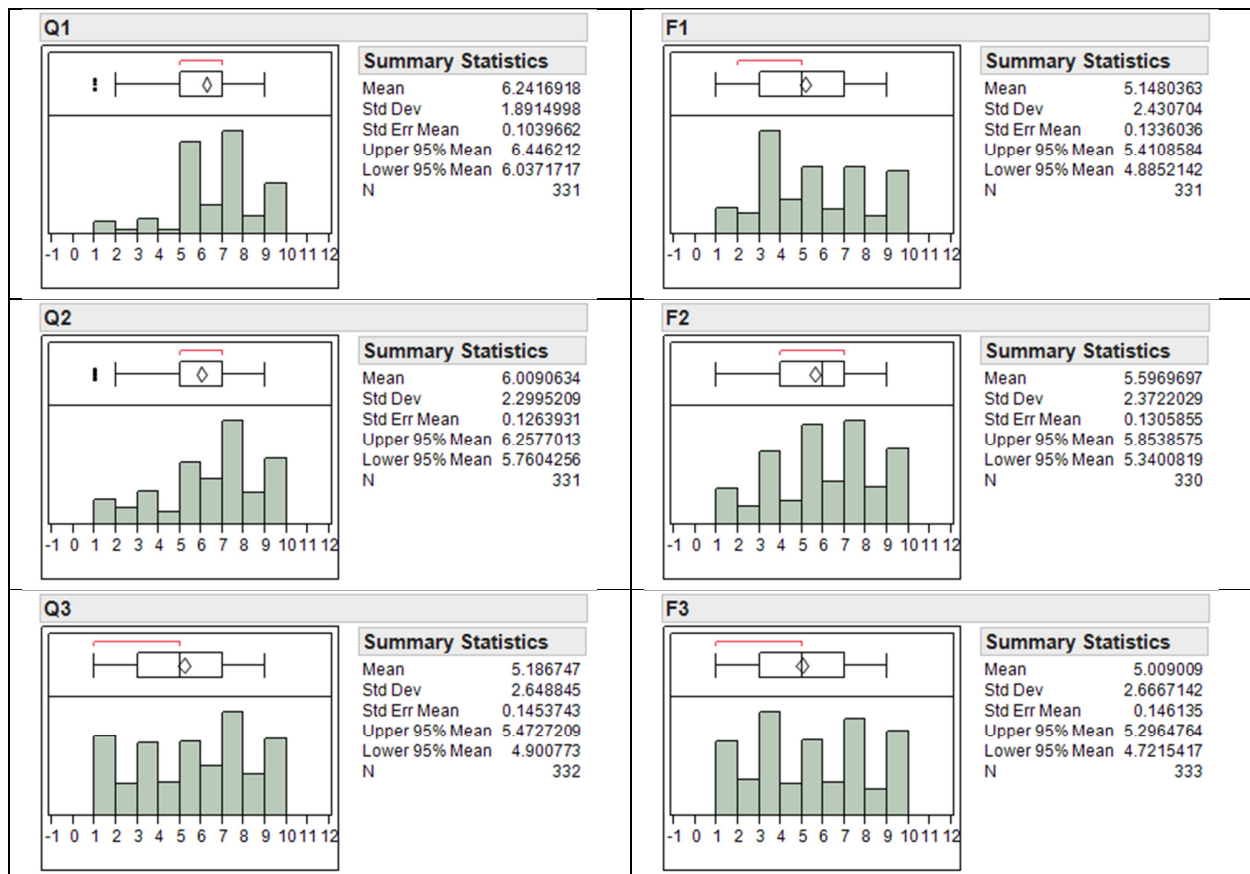 Q1
Summary Statistics
Mean 6.2416918
Std Dev 1.8914998
Std Err Mean 0.1039662
Upper 95% Mean 6.446212
Lower 95% Mean 6.0371717
N 331
-1 0 1 2 3 4 5 6 7 8 9 10 11 12
F1
Summary Statistics
Mean 5.1480363
Std Dev 2.430704
Std Err Mean 0.1336036
Upper 95% Mean 5.4108584
Lower 95% Mean 4.8852142
N 331
-1 0 1 2 3 4 5 6 7 8 9 10 11 12
Q2
Summary Statistics
Mean 6.0090634
Std Dev 2.2995209
Std Err Mean 0.1263931
Upper 95% Mean 6.2577013
Lower 95% Mean 5.7604256
N 331
-1 0 1 2 3 4 5 6 7 8 9 10 11 12
F2
Summary Statistics
Mean 5.5969697
Std Dev 2.3722029
Std Err Mean 0.1305855
Upper 95% Mean 5.8538575
Lower 95% Mean 5.3400819
N 330
-1 0 1 2 3 4 5 6 7 8 9 10 11 12
Q3
Summary Statistics
Mean 5.186747
Std Dev 2.648845
Std Err Mean 0.1453743
Upper 95% Mean 5.4727209
Lower 95% Mean 4.900773
N 332
-1 0 1 2 3 4 5 6 7 8 9 10 11 12
F3
Summary Statistics
Mean 5.009009
Std Dev 2.6667142
Std Err Mean 0.146135
Upper 95% Mean 5.2964764
Lower 95% Mean 4.7215417
N 333
-1 0 1 2 3 4 5 6 7 8 9 10 11 12